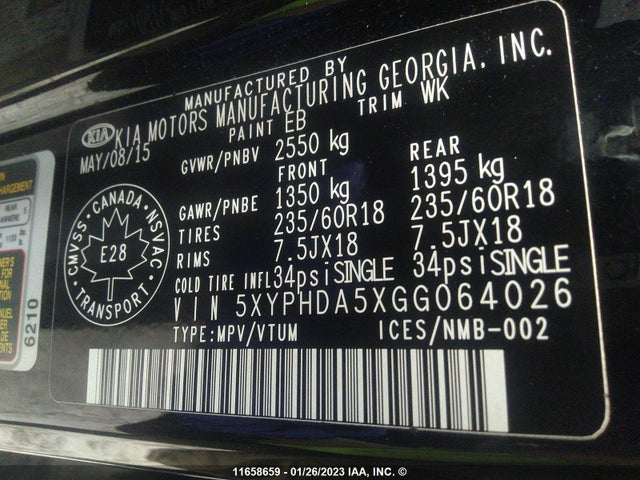 MANUFACTURED BY
KIA KIA MOTORS MANUFACTURING GEORGIA, INC.
MAY/08/15 PAINT EB TRIM WK
GVWR/PNBV 2550 kg
FRONT REAR
GAWR/PNBE 1350 kg 1395 kg
TIRES 235/60R18 235/60R18
RIMS 7.5JX18 7.5JX18
COLD TIRE INFL 34psi SINGLE 34psi SINGLE
VIN 5XYPHDA5XGG064026
TYPE:MPV/VTUM ICES/NMB-002
CANADA
CMVSS NSVAC
E28
TRANSPORT
REAR
6210
11658659 - 01/26/2023 IAA, INC. ©